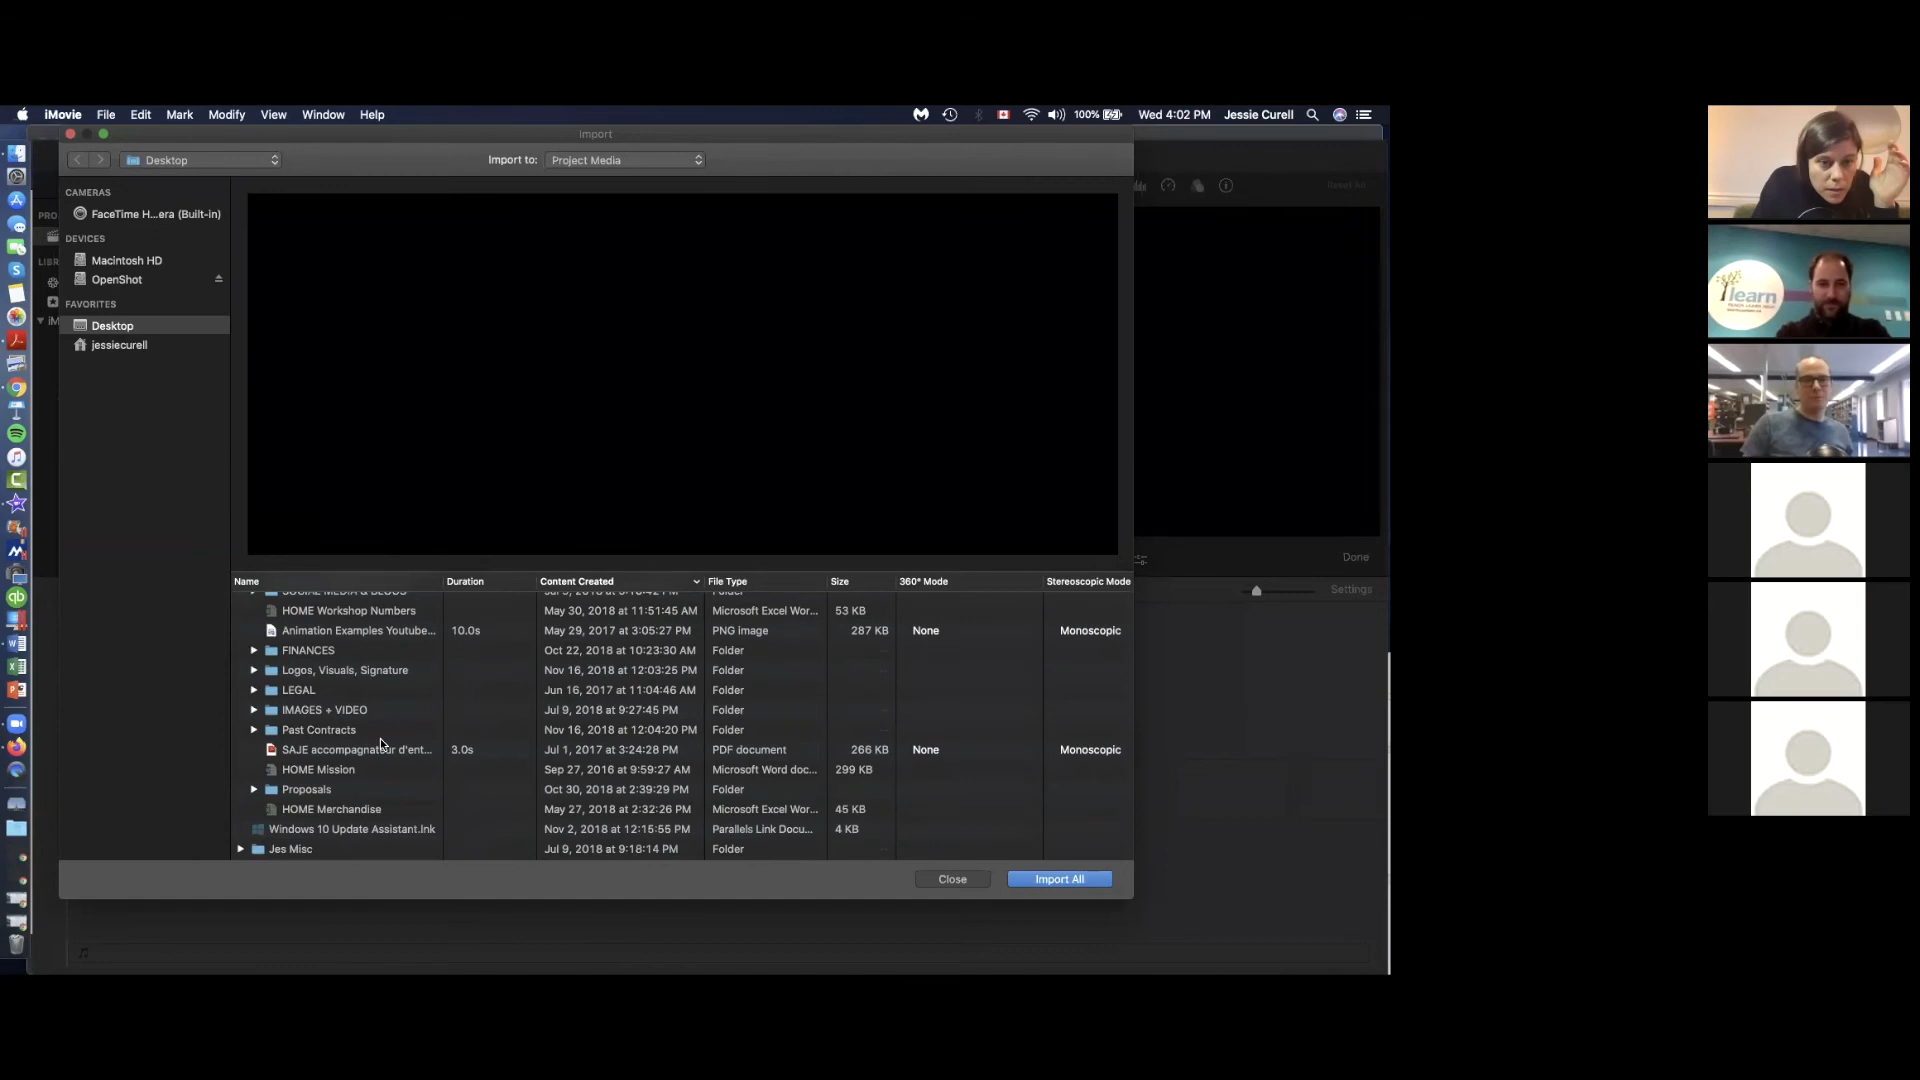 iMovie File Edit Mark Modify View Window Help 100% Wed 4:02 PM Jessie Curell
Import
Desktop Import to: Project Media
CAMERAS
FaceTime H...era (Built-in)
DEVICES
Macintosh HD
OpenShot
FAVORITES
Desktop
jessiecurell
PRO
LIBR
iM
Reset All
Done
Settings
Name Duration Content Created File Type Size 360° Mode Stereoscopic Mode
SOCIAL MEDIA & BLOGS
HOME Workshop Numbers May 30, 2018 at 11:51:45 AM Microsoft Excel Wor... 53 KB
Animation Examples Youtube... 10.0s May 29, 2017 at 3:05:27 PM PNG image 287 KB None Monoscopic
FINANCES Oct 22, 2018 at 10:23:30 AM Folder
Logos, Visuals, Signature Nov 16, 2018 at 12:03:25 PM Folder
LEGAL Jun 16, 2017 at 11:04:46 AM Folder
IMAGES + VIDEO Jul 9, 2018 at 9:27:45 PM Folder
Past Contracts Nov 16, 2018 at 12:04:20 PM Folder
SAJE accompagnateur d'ent... 3.0s Jul 1, 2017 at 3:24:28 PM PDF document 266 KB None Monoscopic
HOME Mission Sep 27, 2016 at 9:59:27 AM Microsoft Word doc... 299 KB
Proposals Oct 30, 2018 at 2:39:29 PM Folder
HOME Merchandise May 27, 2018 at 2:32:26 PM Microsoft Excel Wor... 45 KB
Windows 10 Update Assistant.lnk Nov 2, 2018 at 12:15:55 PM Parallels Link Docu... 4 KB
Jes Misc Jul 9, 2018 at 9:18:14 PM Folder
Close Import All
learn